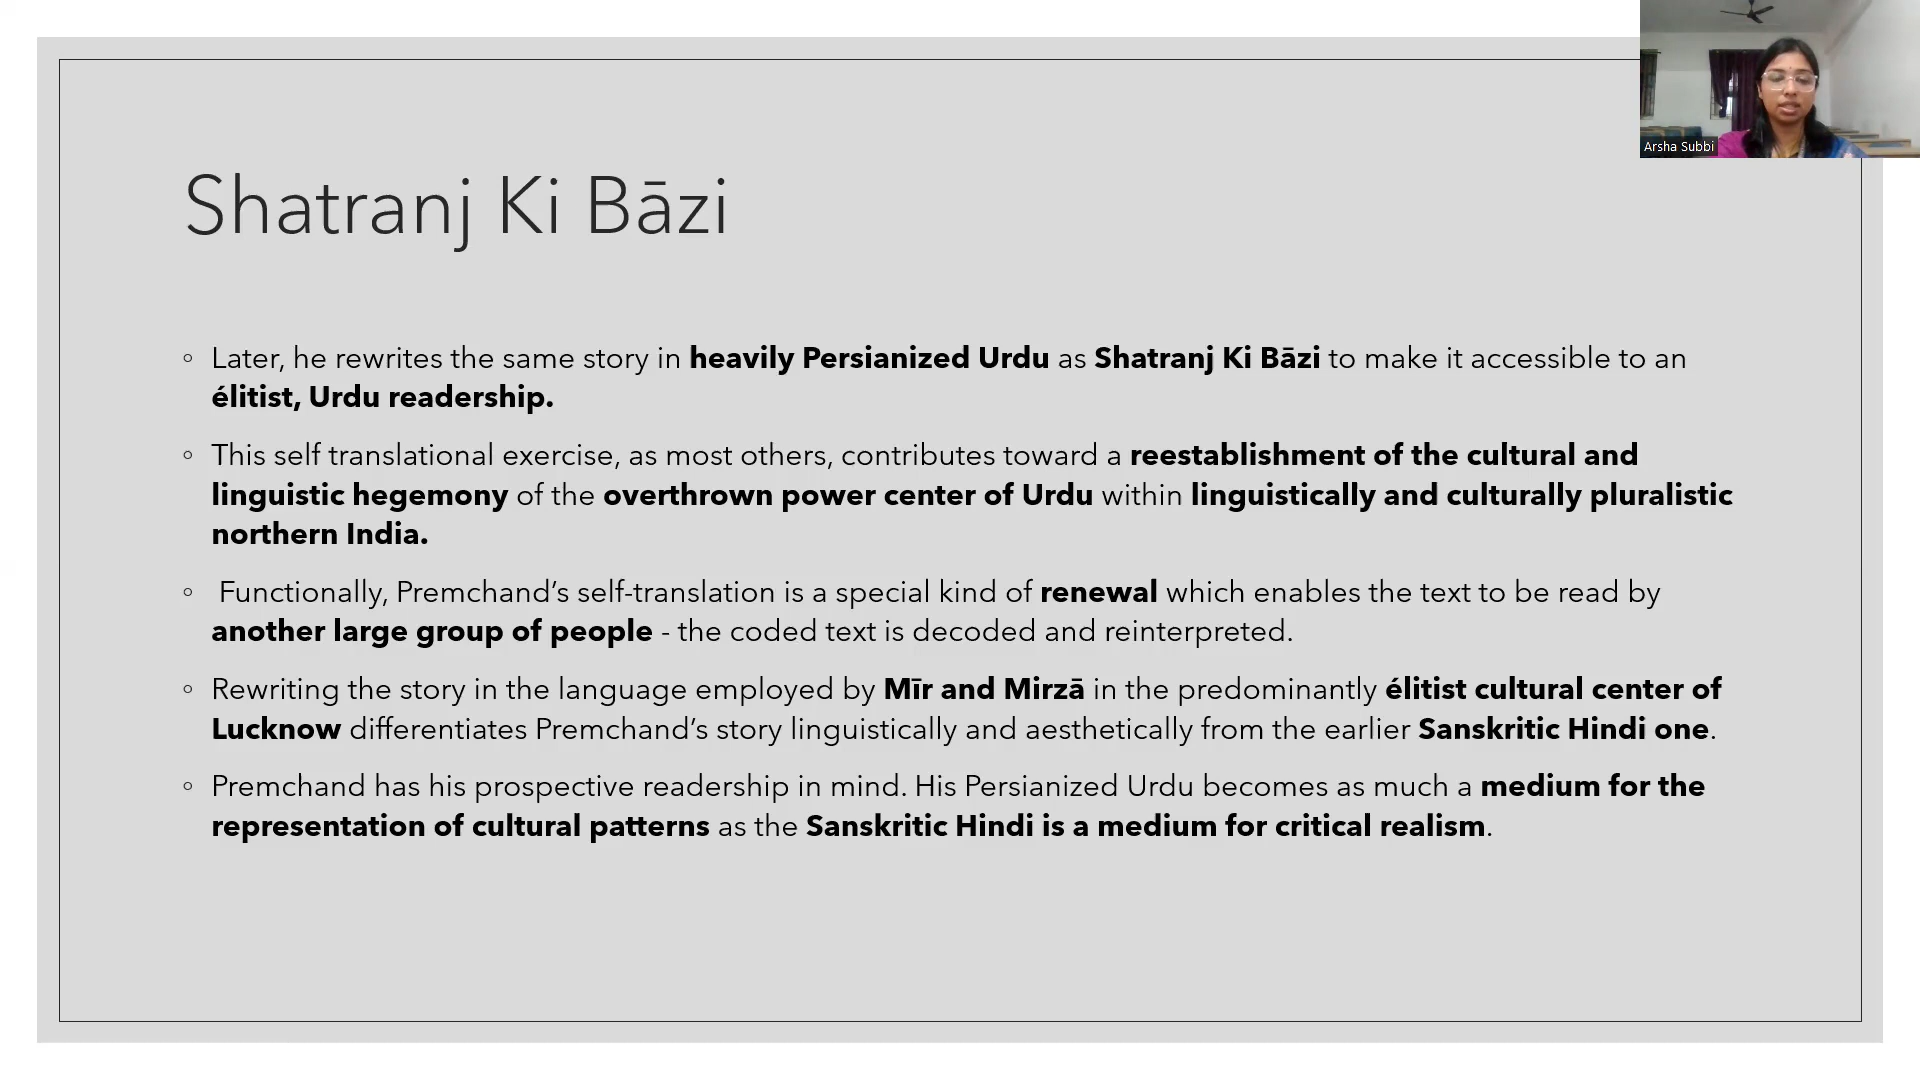 Arsha Subbi
Shatranj Ki Bāzi
◦ Later, he rewrites the same story in heavily Persianized Urdu as Shatranj Ki Bāzi to make it accessible to an
élitist, Urdu readership.
◦ This self translational exercise, as most others, contributes toward a reestablishment of the cultural and
linguistic hegemony of the overthrown power center of Urdu within linguistically and culturally pluralistic
northern India.
◦ Functionally, Premchand’s self-translation is a special kind of renewal which enables the text to be read by
another large group of people - the coded text is decoded and reinterpreted.
◦ Rewriting the story in the language employed by Mīr and Mirzā in the predominantly élitist cultural center of
Lucknow differentiates Premchand’s story linguistically and aesthetically from the earlier Sanskritic Hindi one.
◦ Premchand has his prospective readership in mind. His Persianized Urdu becomes as much a medium for the
representation of cultural patterns as the Sanskritic Hindi is a medium for critical realism.